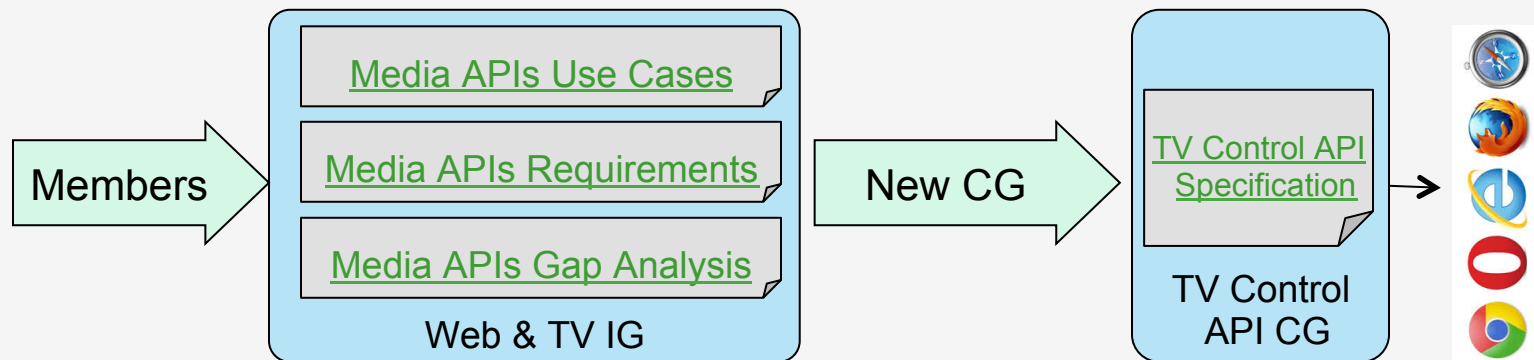 Members
Media APIs Use Cases
Media APIs Requirements
Media APIs Gap Analysis
Web & TV IG
New CG
TV Control API
Specification
TV Control
API CG